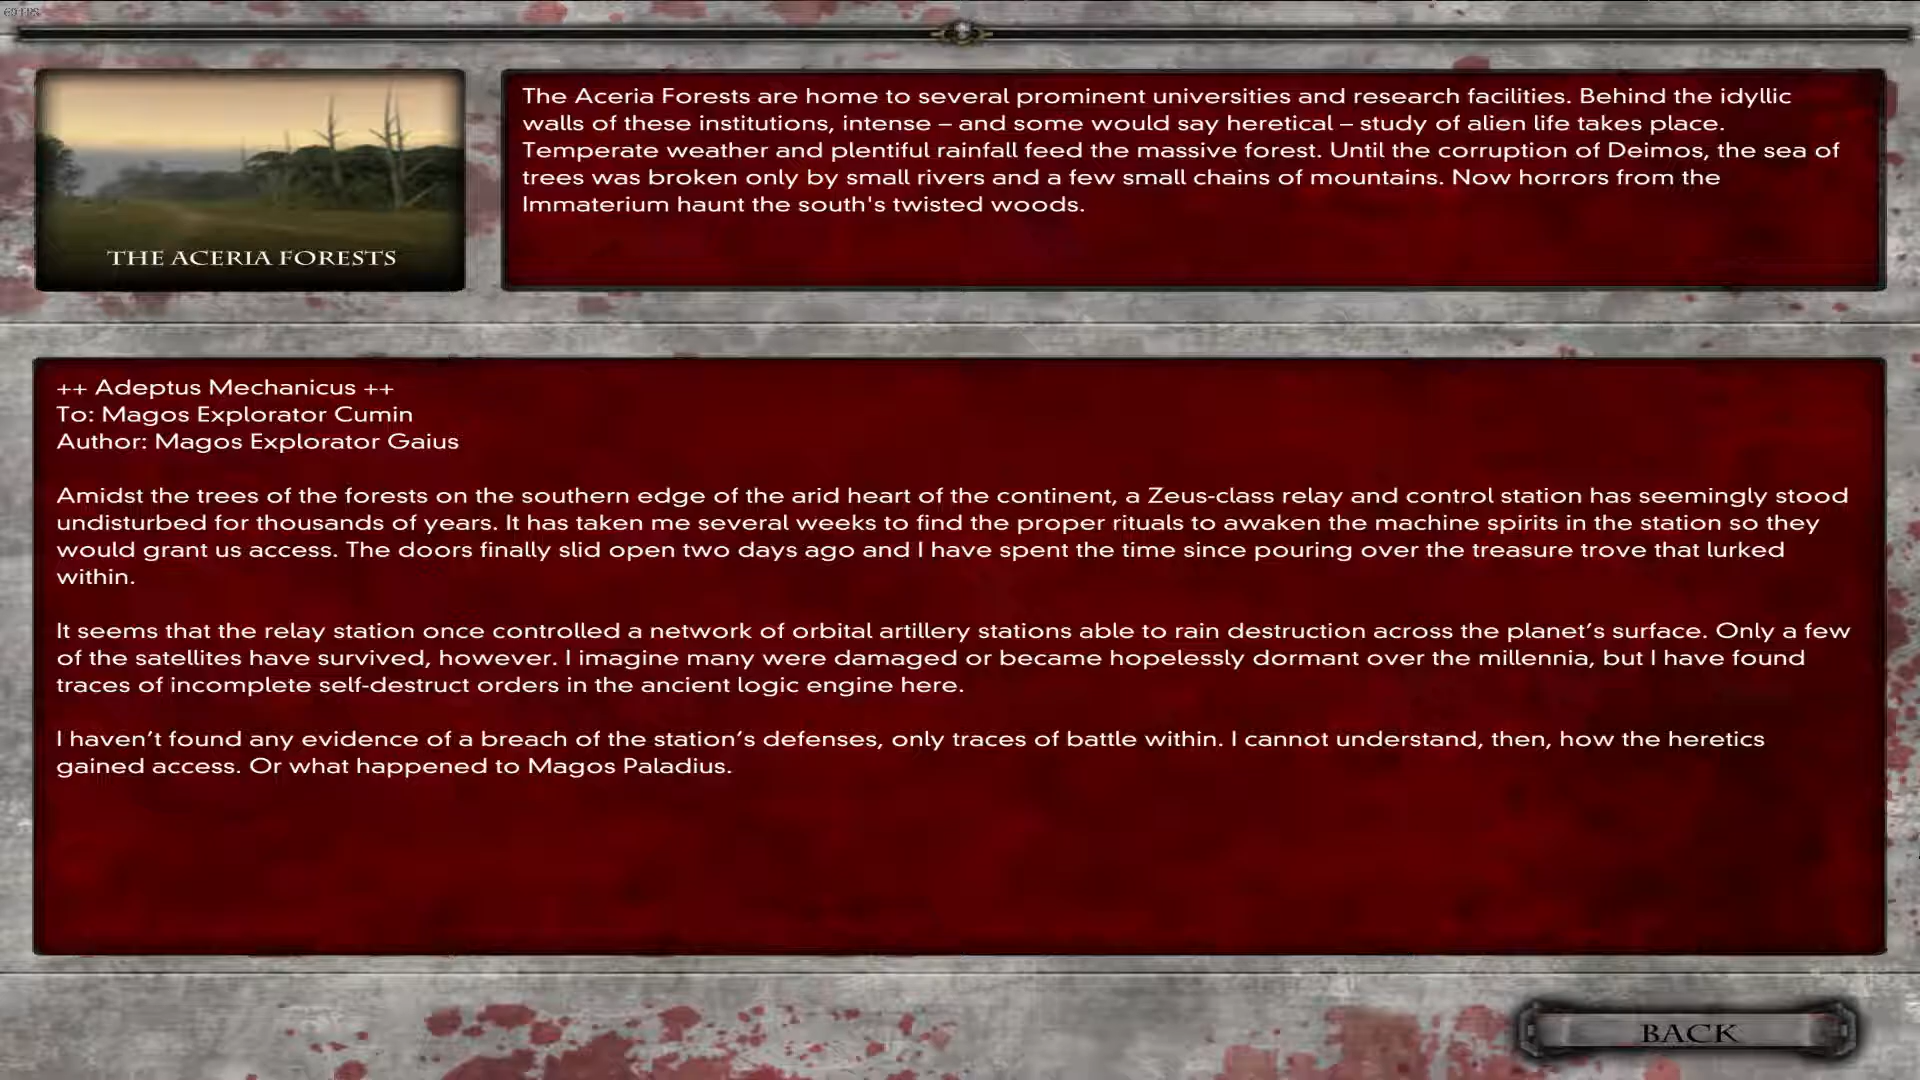 The Aceria Forests are home to several prominent universities and research facilities. Behind the idyllic
walls of these institutions, intense – and some would say heretical – study of alien life takes place.
Temperate weather and plentiful rainfall feed the massive forest. Until the corruption of Deimos, the sea of
trees was broken only by small rivers and a few small chains of mountains. Now horrors from the
Immaterium haunt the south's twisted woods.
THE ACERIA FORESTS
++ Adeptus Mechanicus ++
To: Magos Explorator Cumin
Author: Magos Explorator Gaius
Amidst the trees of the forests on the southern edge of the arid heart of the continent, a Zeus-class relay and control station has seemingly stood
undisturbed for thousands of years. It has taken me several weeks to find the proper rituals to awaken the machine spirits in the station so they
would grant us access. The doors finally slid open two days ago and I have spent the time since pouring over the treasure trove that lurked
within.
It seems that the relay station once controlled a network of orbital artillery stations able to rain destruction across the planet’s surface. Only a few
of the satellites have survived, however. I imagine many were damaged or became hopelessly dormant over the millennia, but I have found
traces of incomplete self-destruct orders in the ancient logic engine here.
I haven’t found any evidence of a breach of the station’s defenses, only traces of battle within. I cannot understand, then, how the heretics
gained access. Or what happened to Magos Paladius.
BACK